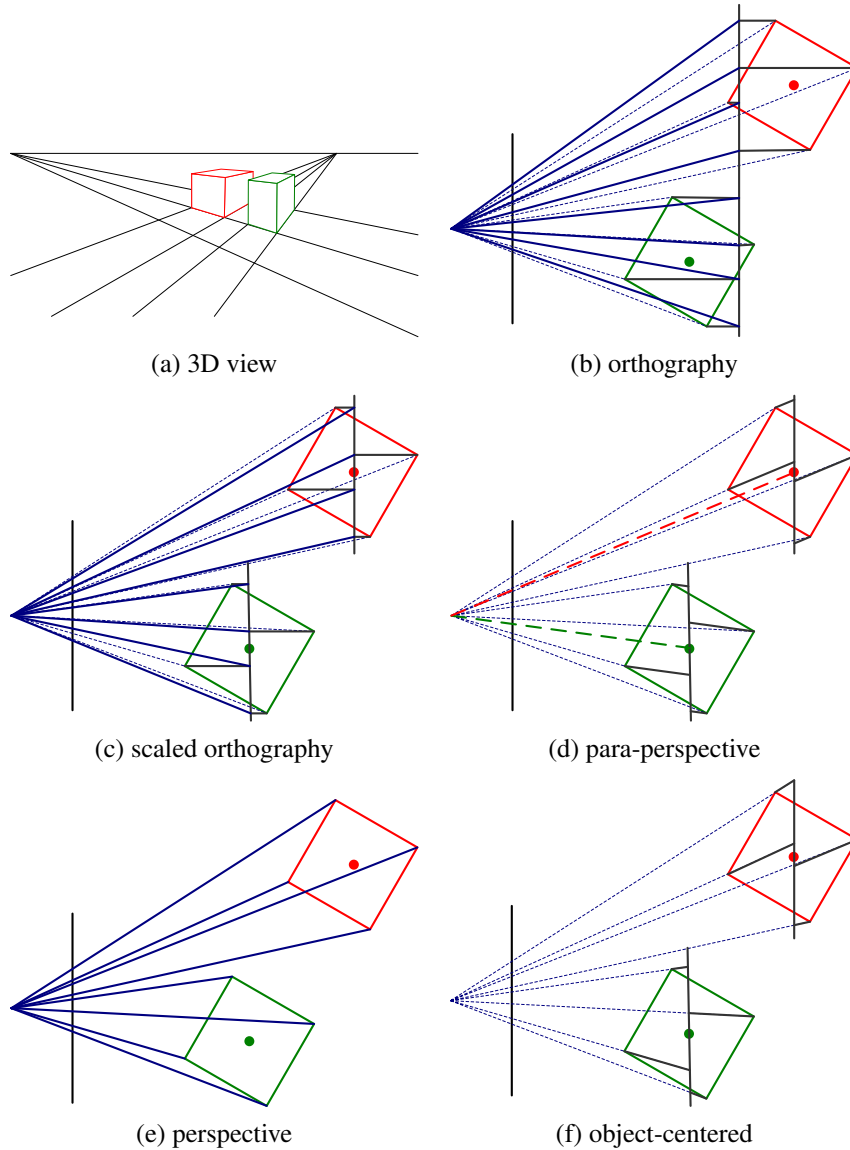 (a) 3D view
(b) orthography
(c) scaled orthography
(d) para-perspective
(e) perspective
(f) object-centered